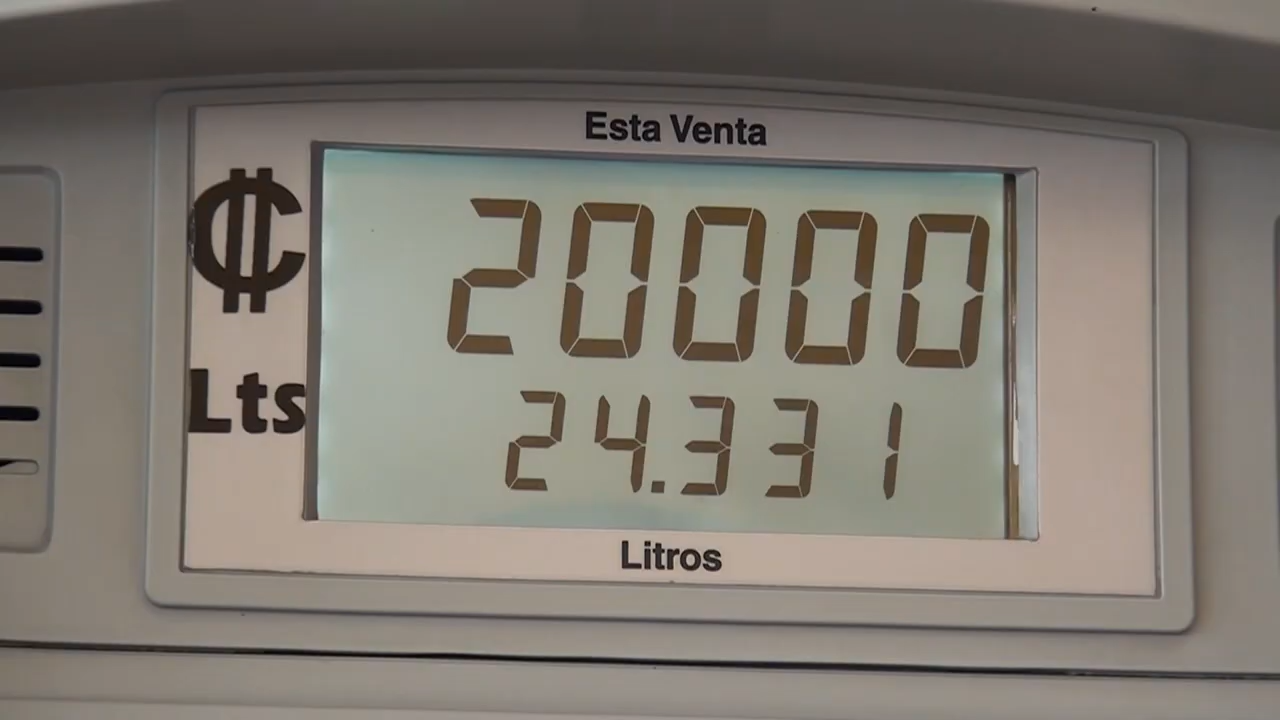 Esta Venta
₡ 20000
Lts 24.331
Litros